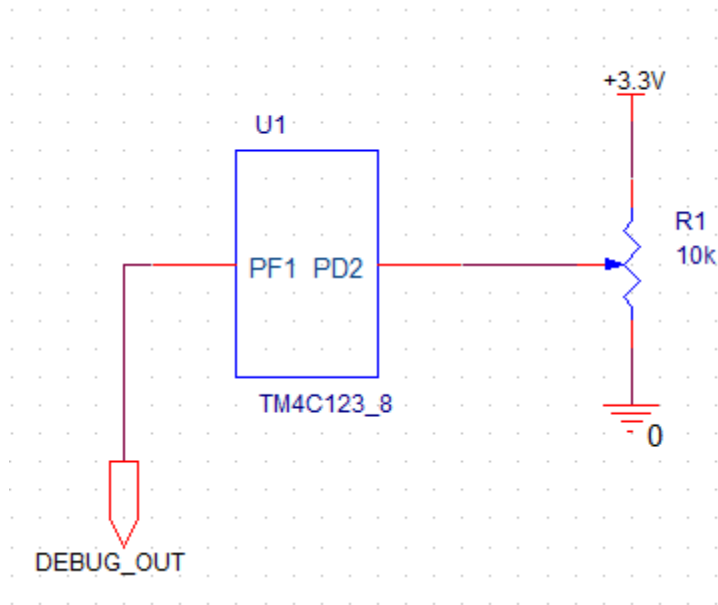 +3.3V
U1
R1
10k
PF1 PD2
TM4C123_8
0
DEBUG_OUT